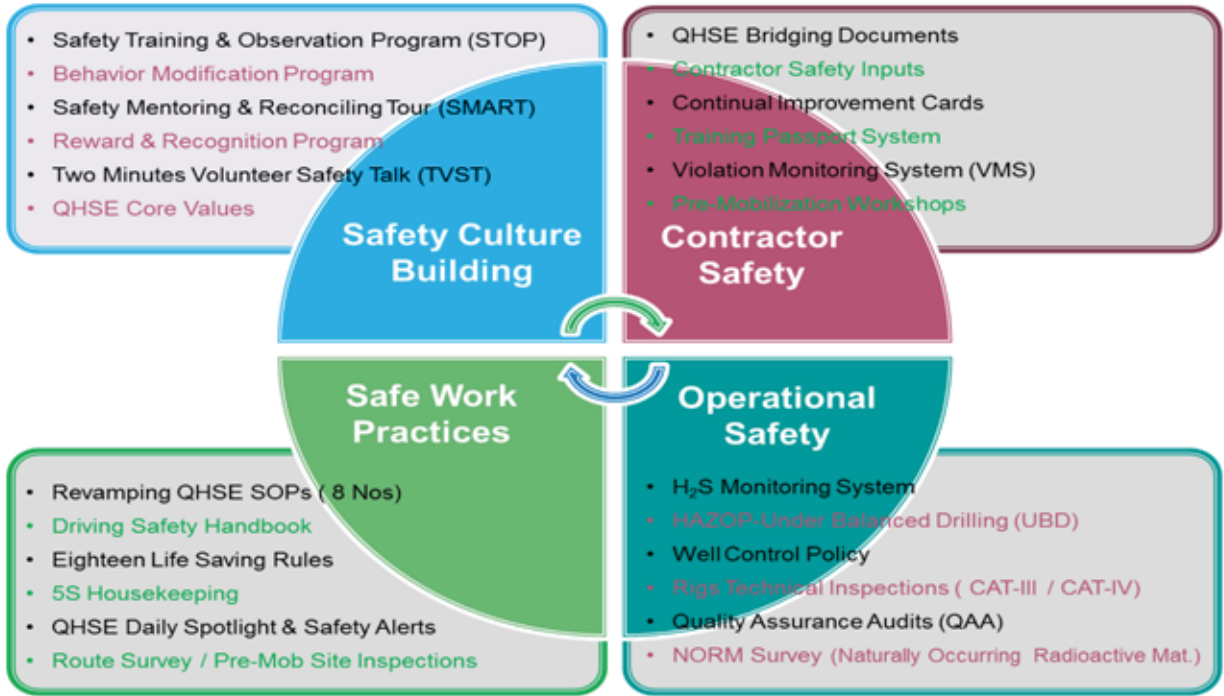 • Safety Training & Observation Program (STOP)
• Behavior Modification Program
• Safety Mentoring & Reconciling Tour (SMART)
• Reward & Recognition Program
• Two Minutes Volunteer Safety Talk (TVST)
• QHSE Core Values
Safety Culture
Building
• QHSE Bridging Documents
• Contractor Safety Inputs
• Continual Improvement Cards
• Training Passport System
• Violation Monitoring System (VMS)
• Pre-Mobilization Workshops
Contractor
Safety
Safe Work
Practices
• Revamping QHSE SOPs ( 8 Nos)
• Driving Safety Handbook
• Eighteen Life Saving Rules
• 5S Housekeeping
• QHSE Daily Spotlight & Safety Alerts
• Route Survey / Pre-Mob Site Inspections
Operational
Safety
• H₂S Monitoring System
• HAZOP-Under Balanced Drilling (UBD)
• Well Control Policy
• Rigs Technical Inspections ( CAT-III / CAT-IV)
• Quality Assurance Audits (QAA)
• NORM Survey (Naturally Occurring Radioactive Mat.)